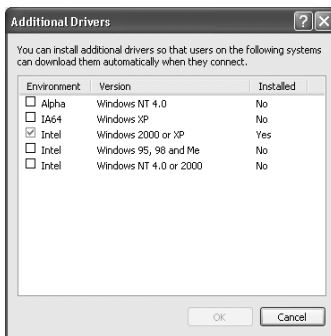 Additional Drivers
You can install additional drivers so that users on the following systems
can download them automatically when they connect.
Environment Version Installed
Alpha Windows NT 4.0 No
IA64 Windows XP No
Intel Windows 2000 or XP Yes
Intel Windows 95, 98 and Me No
Intel Windows NT 4.0 or 2000 No
OK Cancel